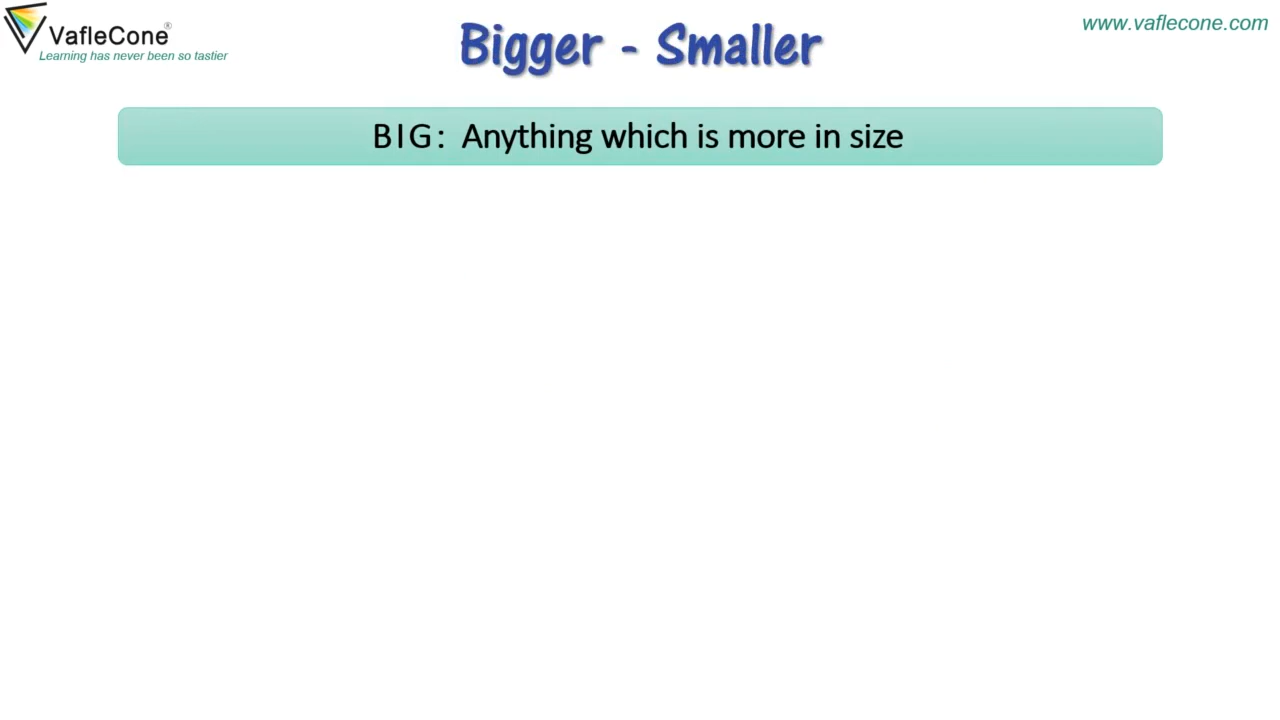 VafleCone®
Learning has never been so tastier
www.vaflecone.com
Bigger - Smaller
BIG: Anything which is more in size